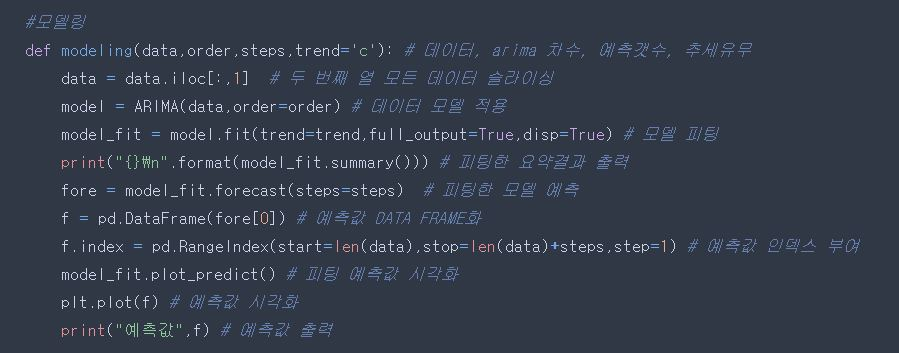 #모델링
def modeling(data,order,steps,trend='c'): # 데이터, arima 차수, 예측갯수, 추세유무
    data = data.iloc[:,1]  # 두 번째 열 모든 데이터 슬라이싱
    model = ARIMA(data,order=order) # 데이터 모델 적용
    model_fit = model.fit(trend=trend,full_output=True,disp=True) # 모델 피팅
    print("{}₩n".format(model_fit.summary())) # 피팅한 요약결과 출력
    fore = model_fit.forecast(steps=steps)  # 피팅한 모델 예측
    f = pd.DataFrame(fore[0]) # 예측값 DATA FRAME화
    f.index = pd.RangeIndex(start=len(data),stop=len(data)+steps,step=1) # 예측값 인덱스 부여
    model_fit.plot_predict() # 피팅 예측값 시각화
    plt.plot(f) # 예측값 시각화
    print("예측값",f) # 예측값 출력